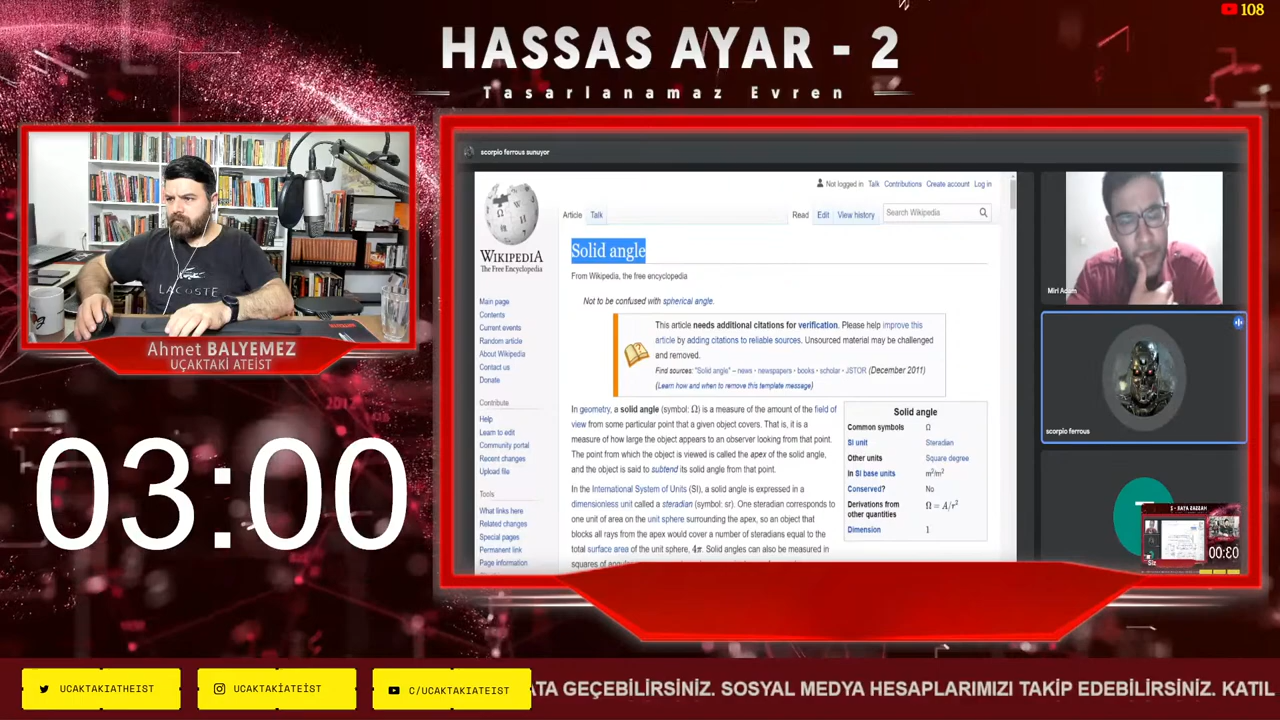 108
HASSAS AYAR - 2
Tasarlanamaz Evren
scorpio ferrous sunuyor
Not logged in Talk Contributions Create account Log in
Article Talk
Read Edit View history Search Wikipedia
WIKIPEDIA
The Free Encyclopedia
Solid angle
From Wikipedia, the free encyclopedia
Not to be confused with spherical angle.
This article needs additional citations for verification. Please help improve this
article by adding citations to reliable sources. Unsourced material may be challenged
and removed.
Find sources: "Solid angle" – news · newspapers · books · scholar · JSTOR (December 2011)
(Learn how and when to remove this template message)
Main page
Contents
Current events
Random article
About Wikipedia
Contact us
Donate
Contribute
Help
Learn to edit
Community portal
Recent changes
Upload file
Tools
What links here
Related changes
Special pages
Permanent link
Page information
In geometry, a solid angle (symbol: Ω) is a measure of the amount of the field of
view from some particular point that a given object covers. That is, it is a
measure of how large the object appears to an observer looking from that point.
The point from which the object is viewed is called the apex of the solid angle,
and the object is said to subtend its solid angle from that point.
In the International System of Units (SI), a solid angle is expressed in a
dimensionless unit called a steradian (symbol: sr). One steradian corresponds to
one unit of area on the unit sphere surrounding the apex, so an object that
blocks all rays from the apex would cover a number of steradians equal to the
total surface area of the unit sphere, 4π. Solid angles can also be measured in
squares of
Solid angle
Common symbols Ω
SI unit Steradian
Other units Square degree
In SI base units m²/m²
Conserved? No
Derivations from other quantities Ω = A/r²
Dimension 1
Miri Adam
scorpio ferrous
Siz
00:30
LACOSTE
Ahmet BALYEMEZ
UÇAKTAKİ ATEİST
03:00
UCAKTAKIATHEIST
UCAKTAKİATEİST
C/UCAKTAKIATEIST
ATA GEÇEBİLİRSİNİZ. SOSYAL MEDYA HESAPLARIMIZI TAKİP EDEBİLİRSİNİZ. KATIL